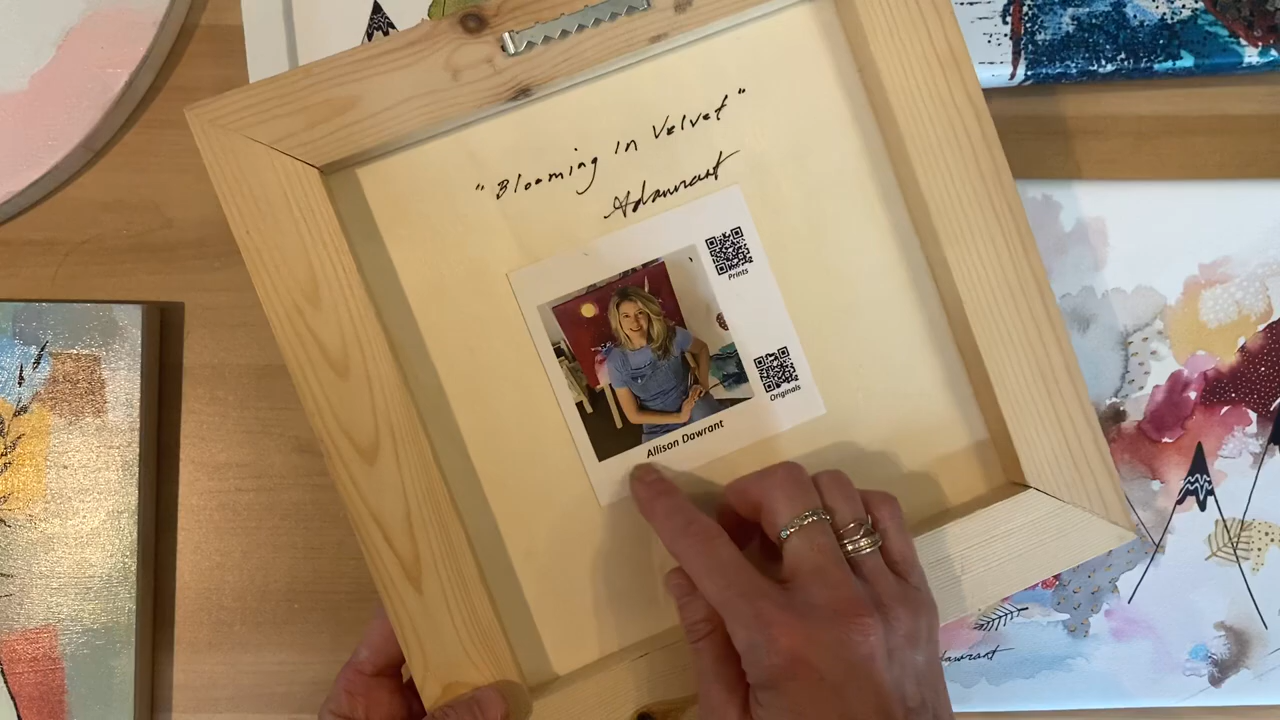 "Blooming in Velvet"
Adawrant
Prints
Originals
Allison Dawrant
dawrant